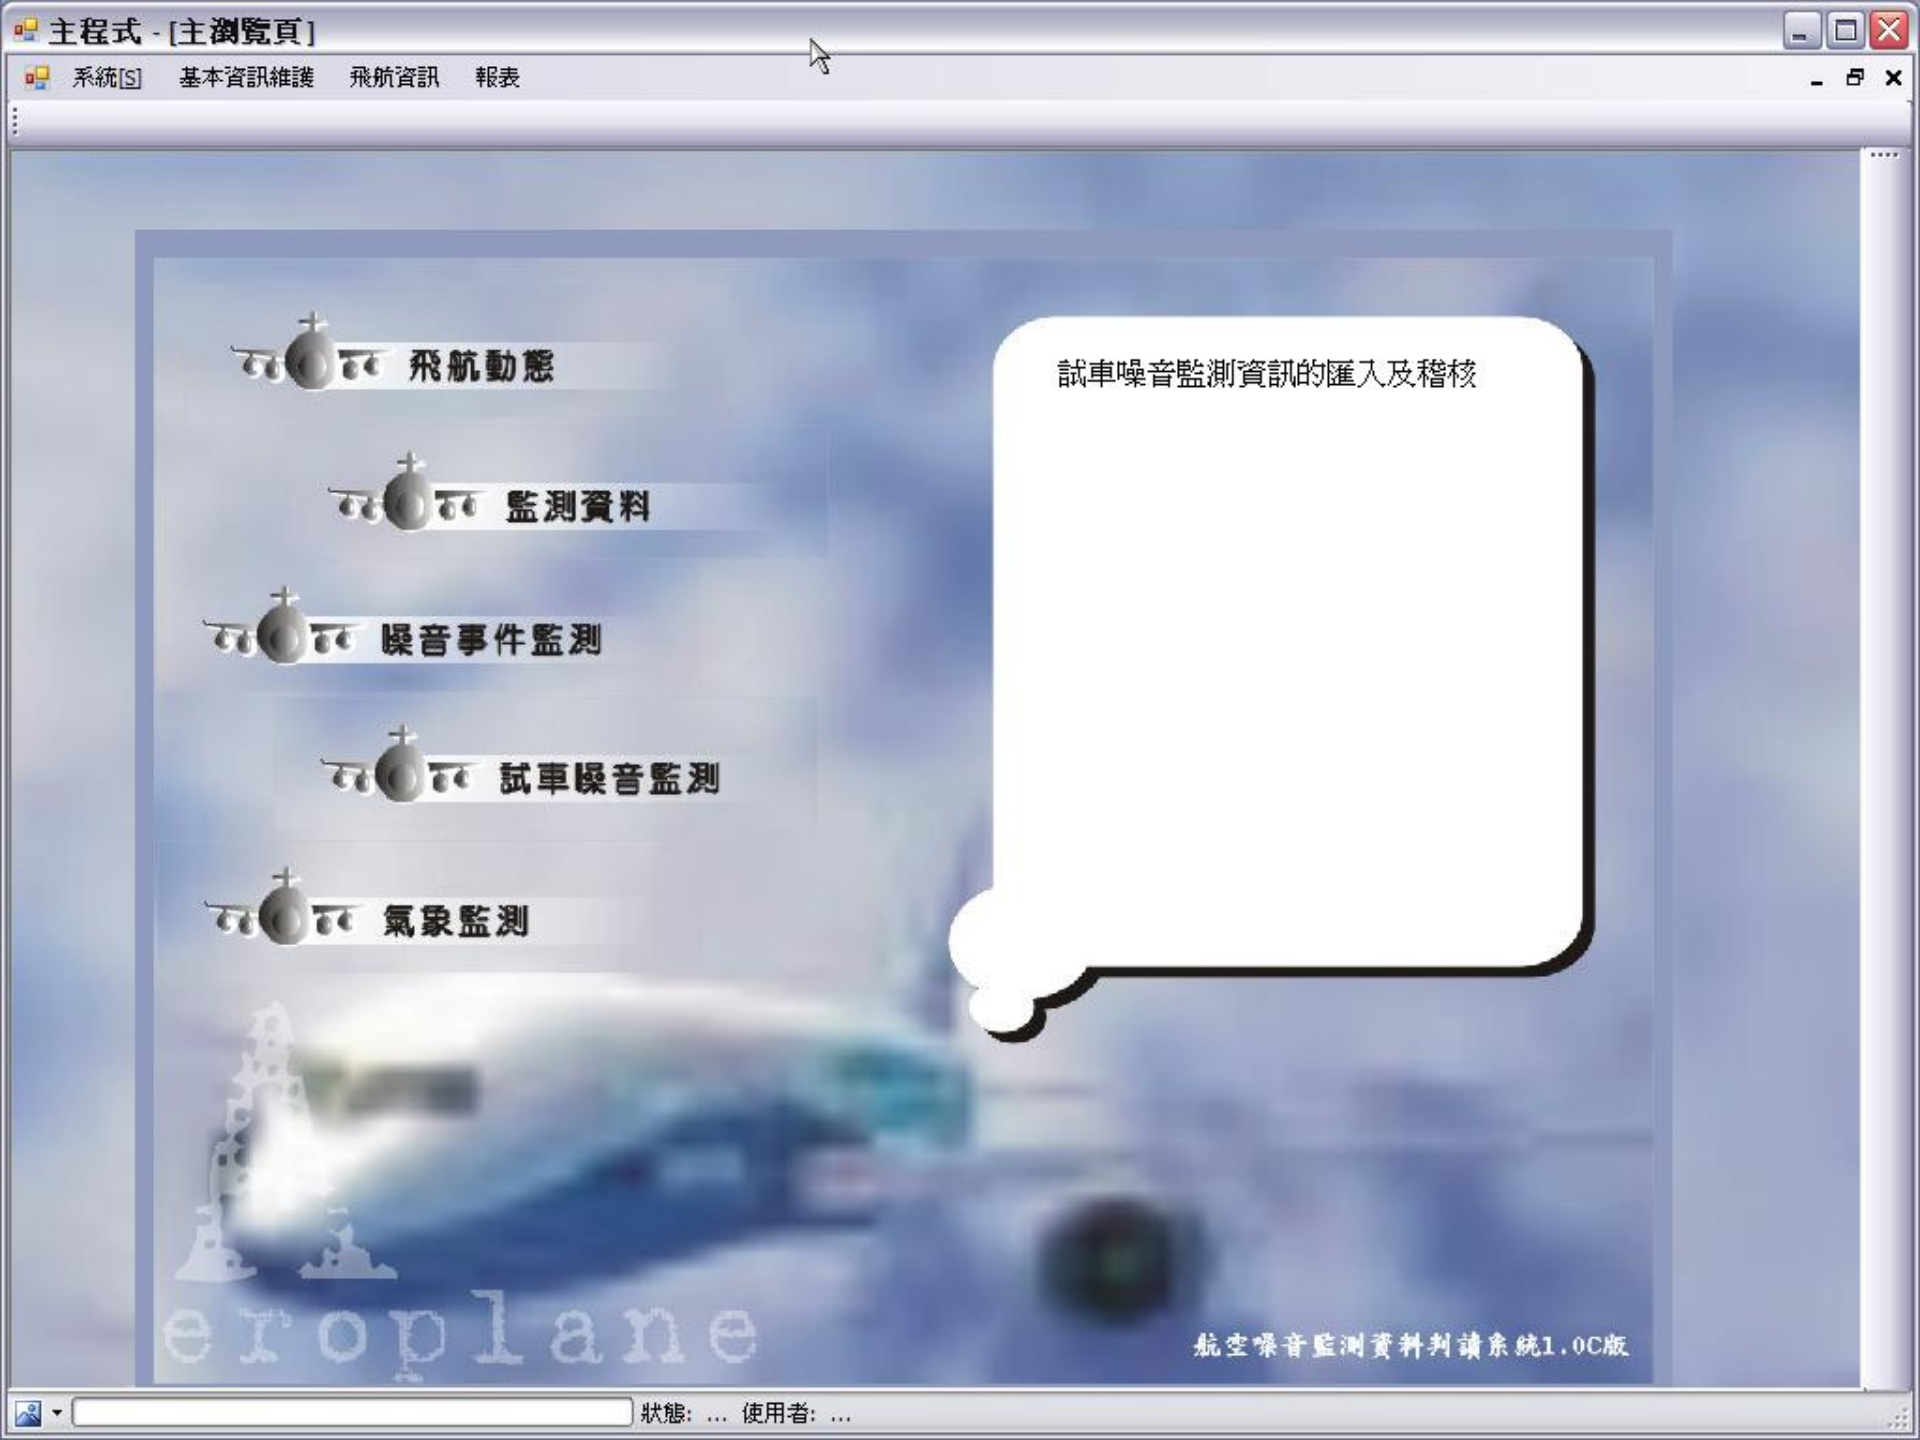 主程式 - [主瀏覽頁]
系統[S] 基本資訊維護 飛航資訊 報表
飛航動態
試車噪音監測資訊的匯入及稽核
監測資料
噪音事件監測
試車噪音監測
氣象監測
A
eroplane
航空噪音監測資料判讀系統1.0C版
狀態: ... 使用者: ...